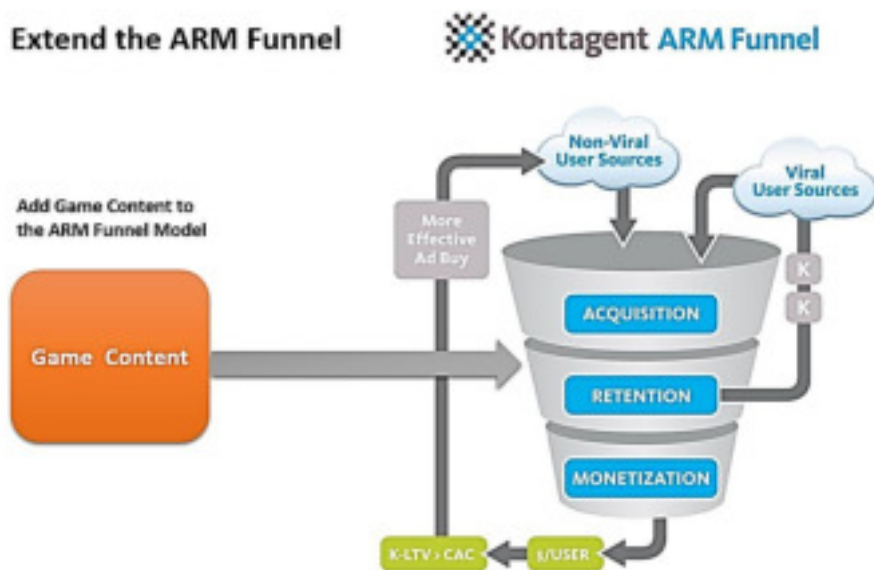 Extend the ARM Funnel
Kontagent ARM Funnel
Non-Viral
User Sources
Viral
User Sources
Add Game Content to
the ARM Funnel Model
More
Effective
Ad Buy
K
K
ACQUISITION
Game Content
RETENTION
MONETIZATION
K-LTV › CAC
$/USER